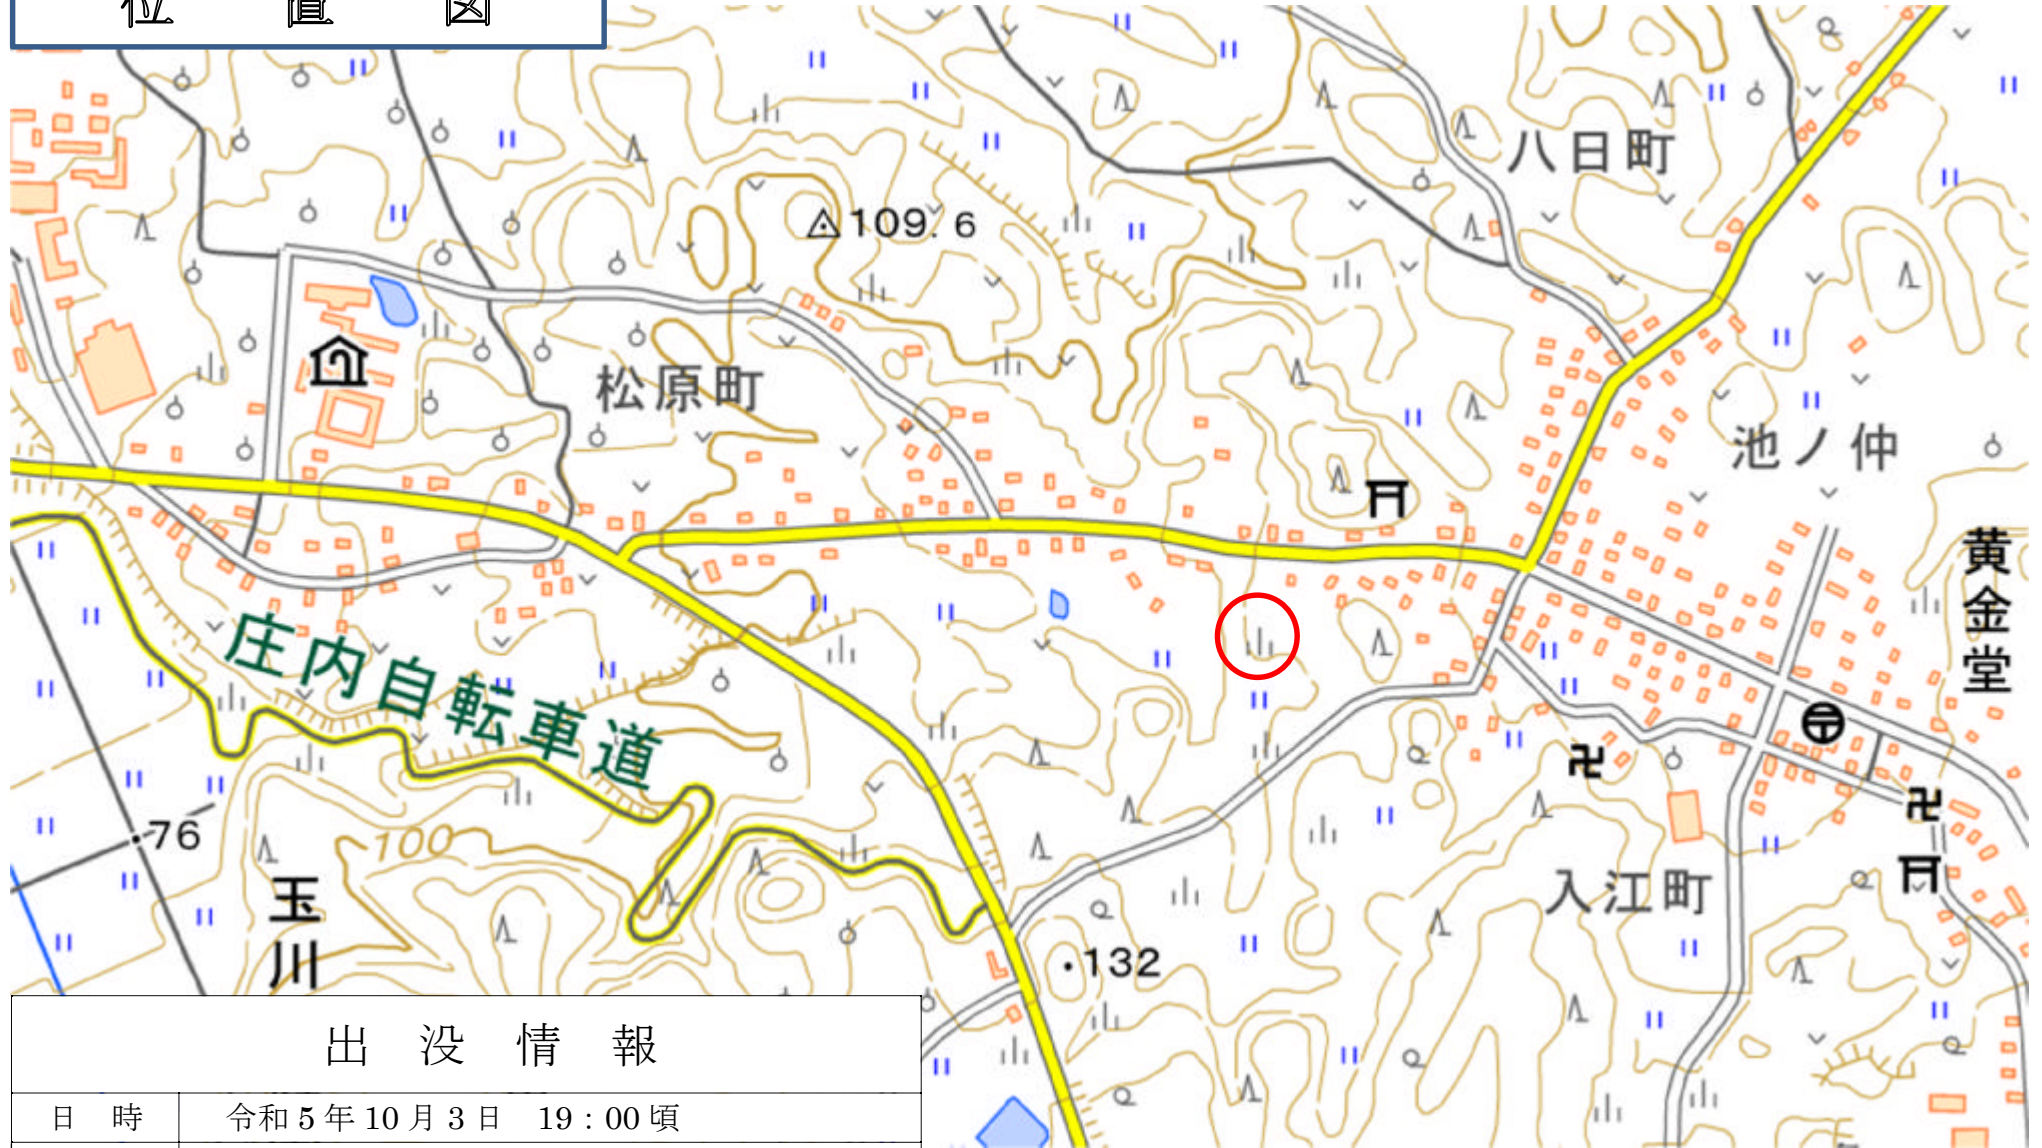 位 置 図
八日町
109.6
松原町
池ノ仲
黄金堂
庄内自転車道
76
100
玉川
入江町
132
出 没 情 報
日 時 令和5年10月3日 19:00頃